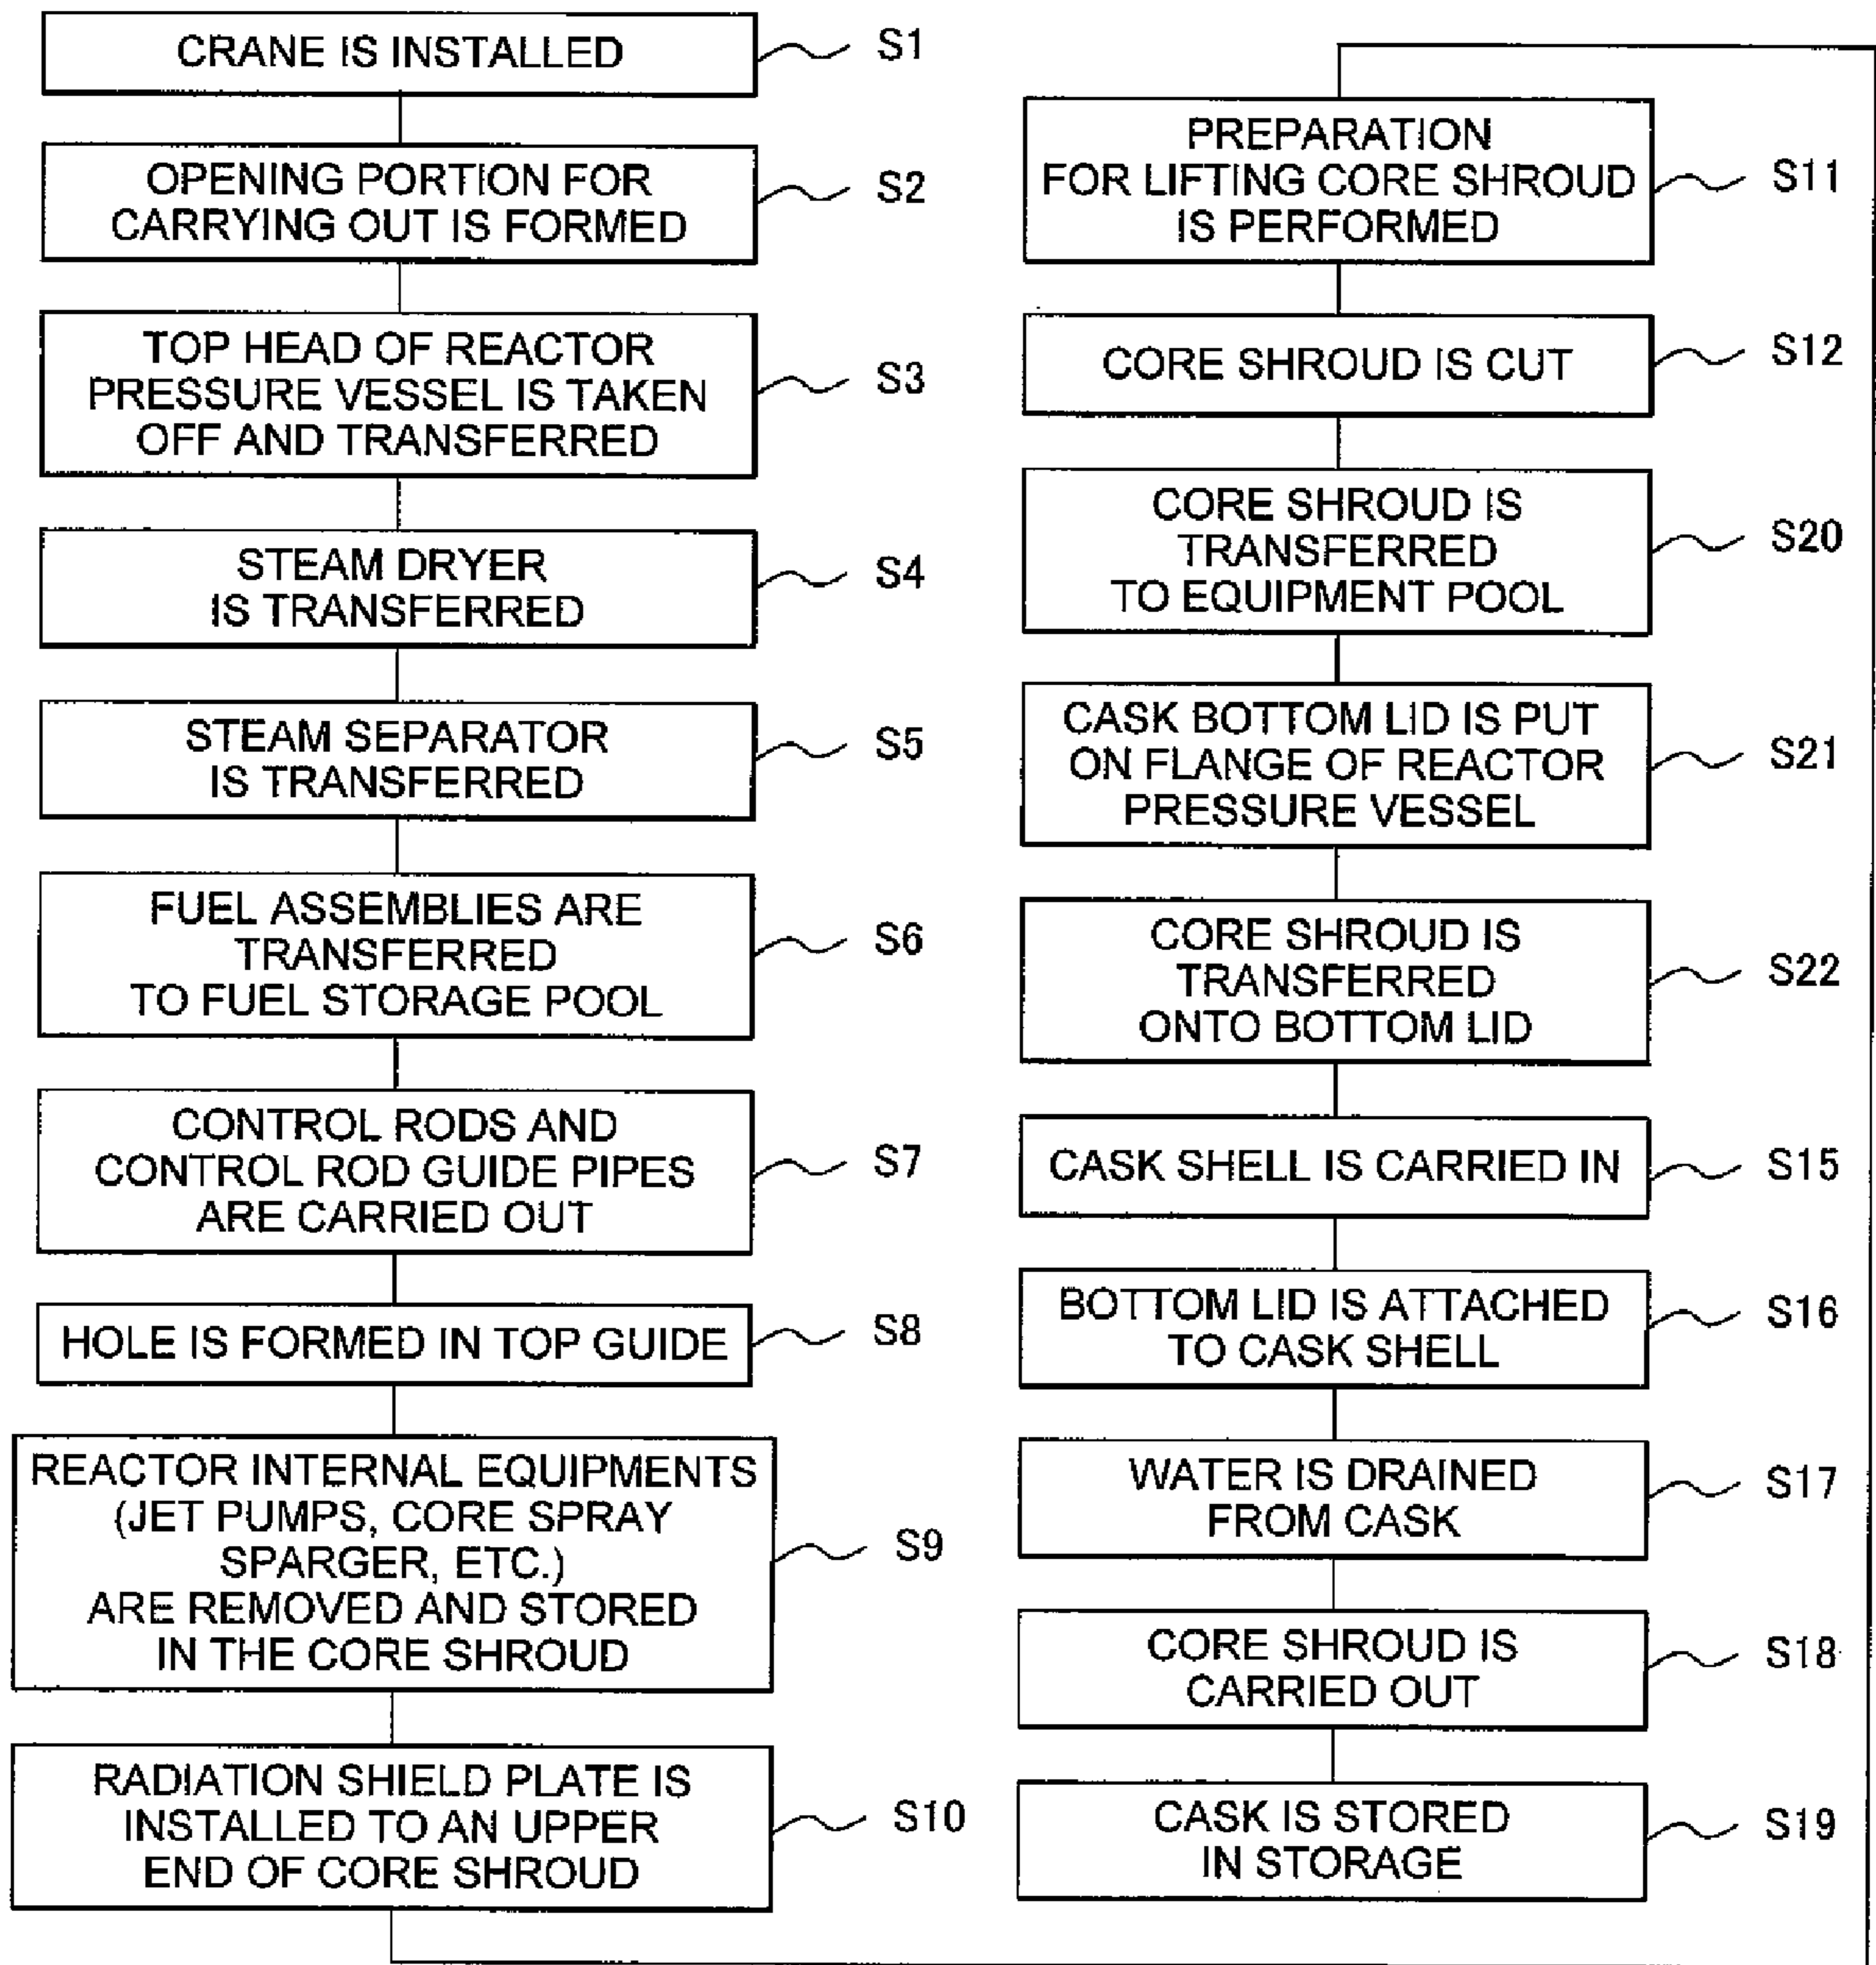 CRANE IS INSTALLED
S1
OPENING PORTION FOR
CARRYING OUT IS FORMED
S2
TOP HEAD OF REACTOR
PRESSURE VESSEL IS TAKEN
OFF AND TRANSFERRED
S3
STEAM DRYER
IS TRANSFERRED
S4
STEAM SEPARATOR
IS TRANSFERRED
S5
FUEL ASSEMBLIES ARE
TRANSFERRED
TO FUEL STORAGE POOL
S6
CONTROL RODS AND
CONTROL ROD GUIDE PIPES
ARE CARRIED OUT
S7
HOLE IS FORMED IN TOP GUIDE
S8
REACTOR INTERNAL EQUIPMENTS
(JET PUMPS, CORE SPRAY
SPARGER, ETC.)
ARE REMOVED AND STORED
IN THE CORE SHROUD
S9
RADIATION SHIELD PLATE IS
INSTALLED TO AN UPPER
END OF CORE SHROUD
S10
PREPARATION
FOR LIFTING CORE SHROUD
IS PERFORMED
S11
CORE SHROUD IS CUT
S12
CORE SHROUD IS
TRANSFERRED
TO EQUIPMENT POOL
S20
CASK BOTTOM LID IS PUT
ON FLANGE OF REACTOR
PRESSURE VESSEL
S21
CORE SHROUD IS
TRANSFERRED
ONTO BOTTOM LID
S22
CASK SHELL IS CARRIED IN
S15
BOTTOM LID IS ATTACHED
TO CASK SHELL
S16
WATER IS DRAINED
FROM CASK
S17
CORE SHROUD IS
CARRIED OUT
S18
CASK IS STORED
IN STORAGE
S19